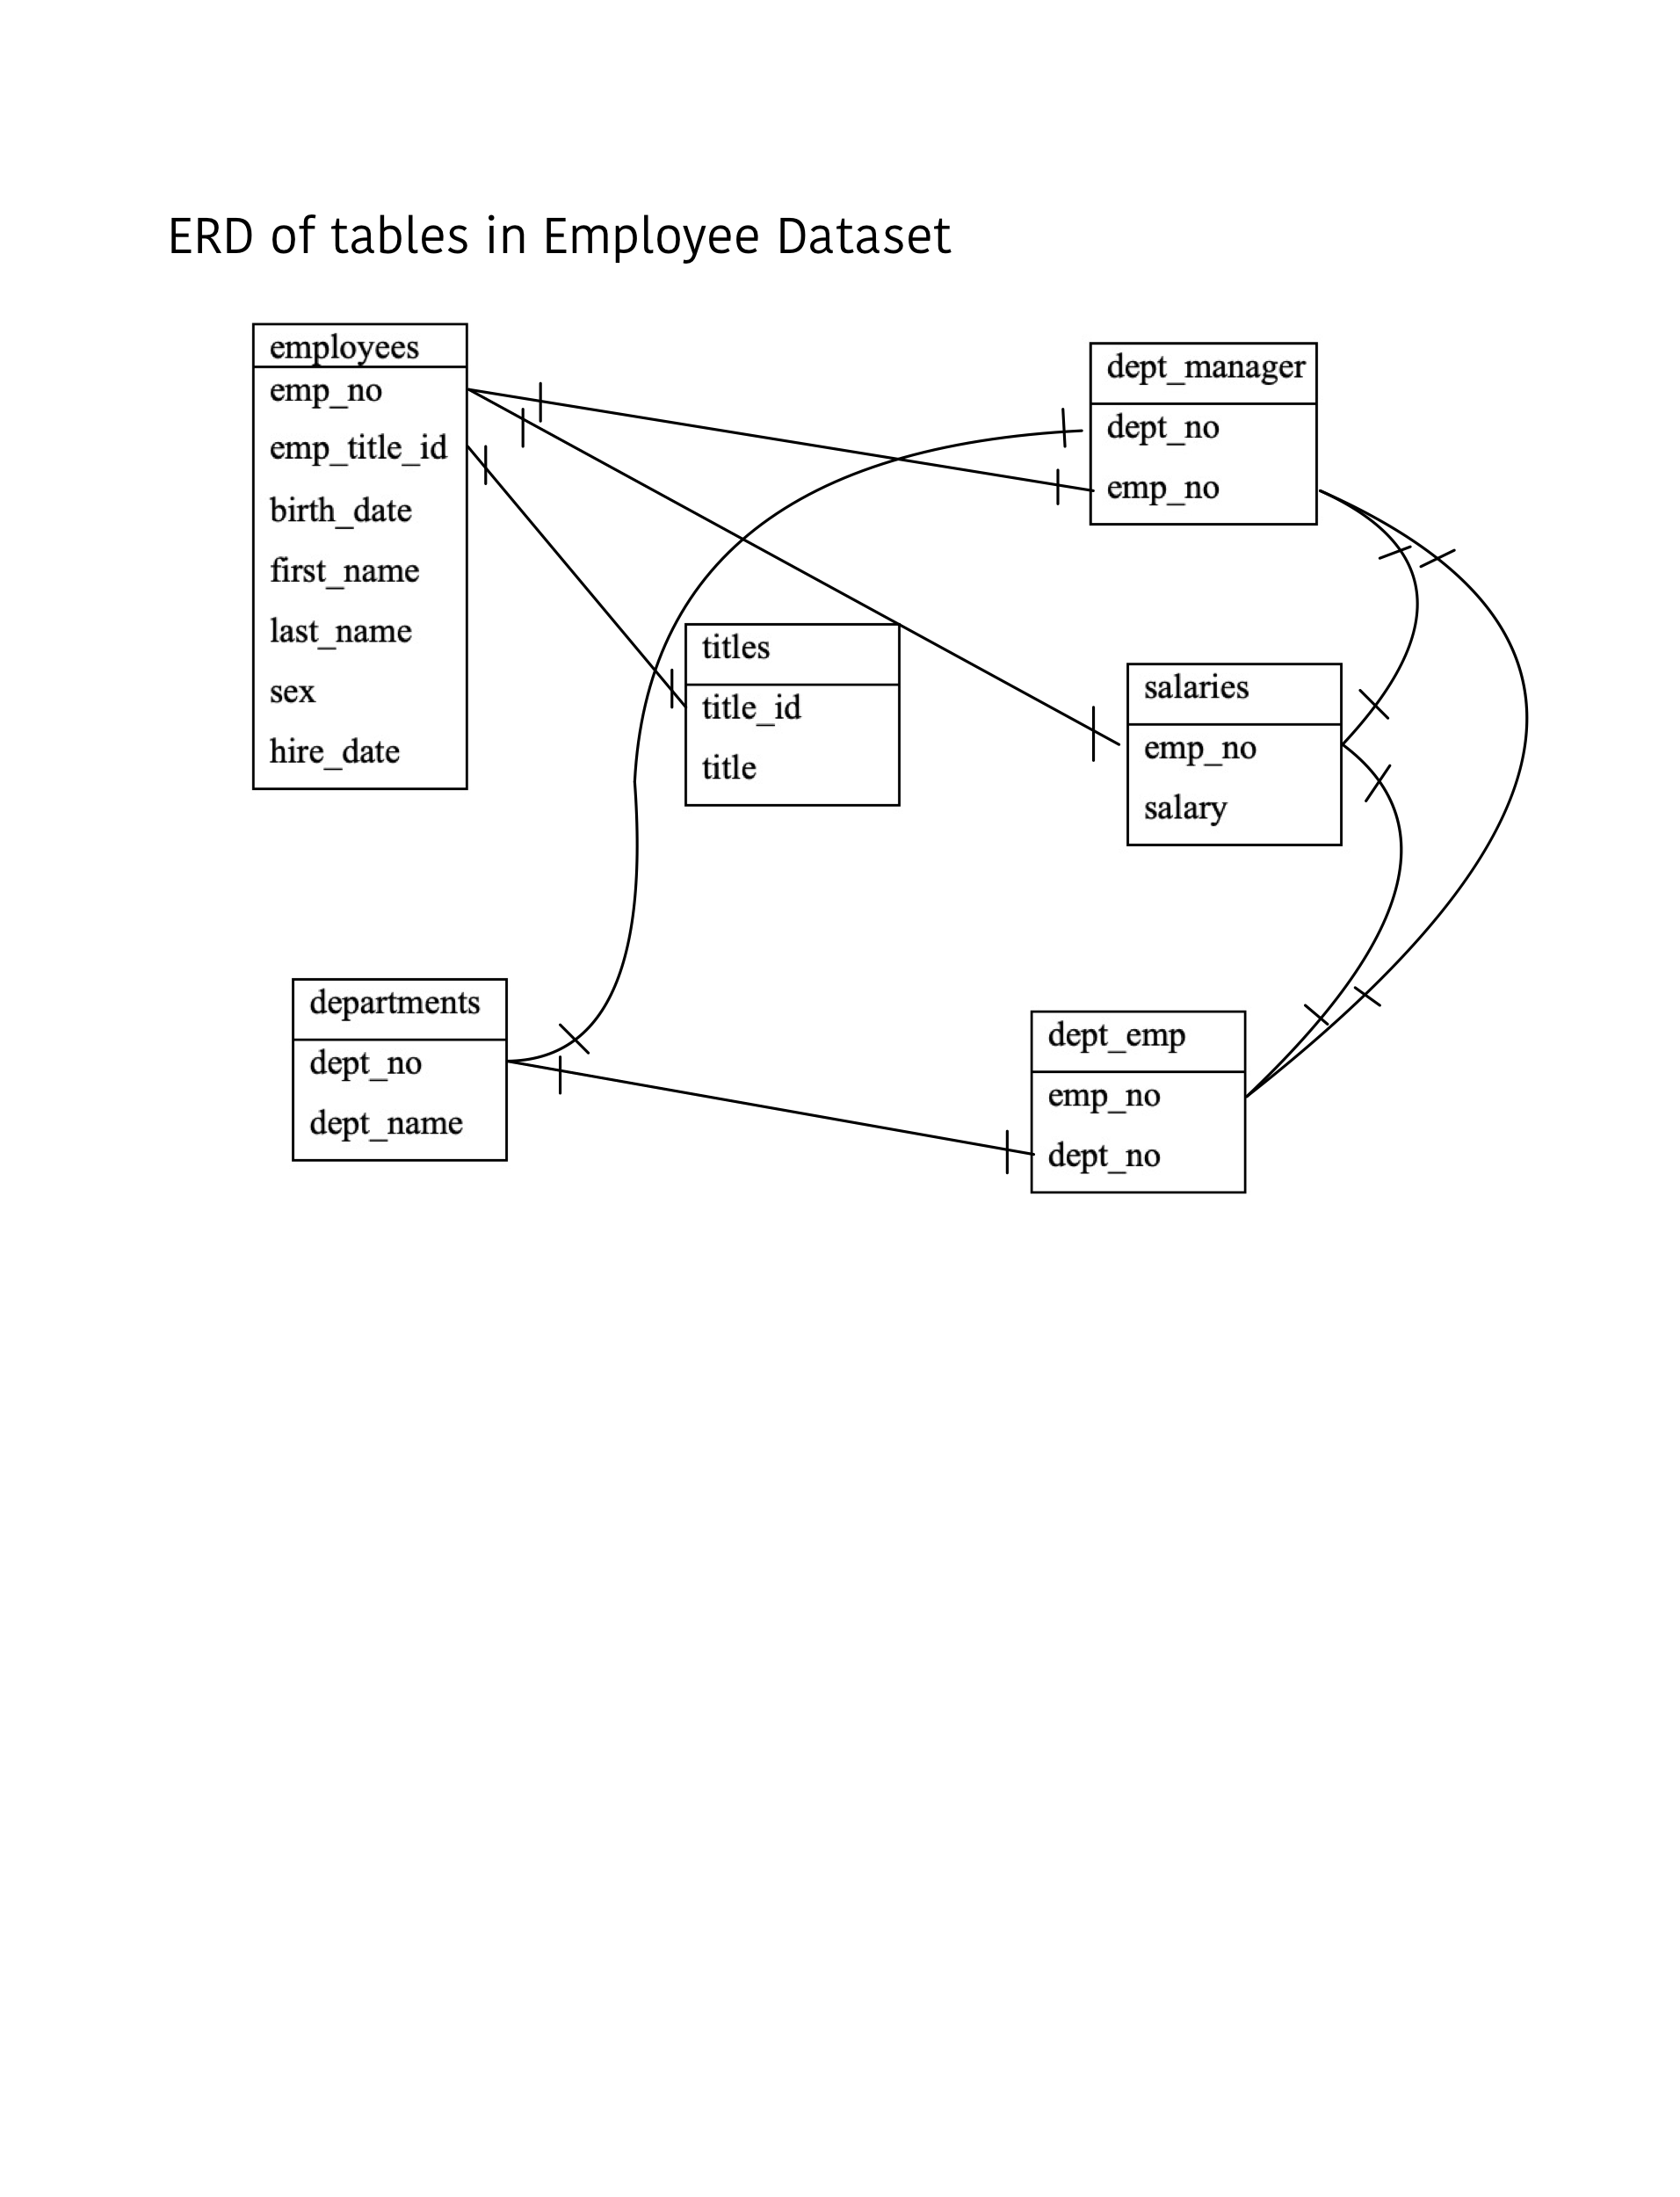 ERD of tables in Employee Dataset
employees
emp_no
emp_title_id
birth_date
first_name
last_name
sex
hire_date
dept_manager
dept_no
emp_no
titles
title_id
title
salaries
emp_no
salary
departments
dept_no
dept_name
dept_emp
emp_no
dept_no